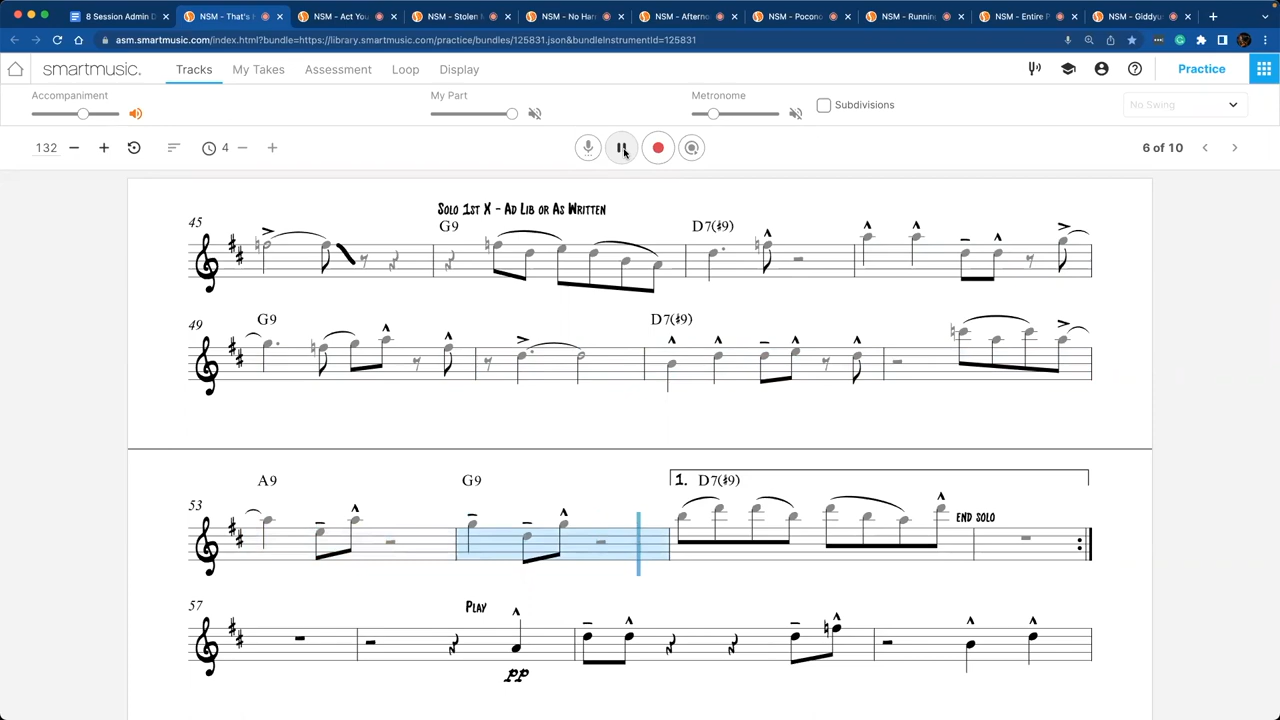 8 Session Admin D
NSM - That's H
NSM - Act You
NSM - Stolen M
NSM - No Har
NSM - Afterno
NSM - Pocono
NSM - Running
NSM - Entire P
NSM - Giddyu
asm.smartmusic.com/index.html?bundle=https://library.smartmusic.com/practice/bundles/125831.json&bundleInstrumentId=125831
smartmusic. Tracks My Takes Assessment Loop Display Practice
Accompaniment My Part Metronome Subdivisions No Swing
132 4 6 of 10
Solo 1st X - Ad Lib or As Written
45 G9 D7(♯9)
49 G9 D7(♯9)
53 A9 G9 1. D7(♯9)
END SOLO
57 PLAY
pp